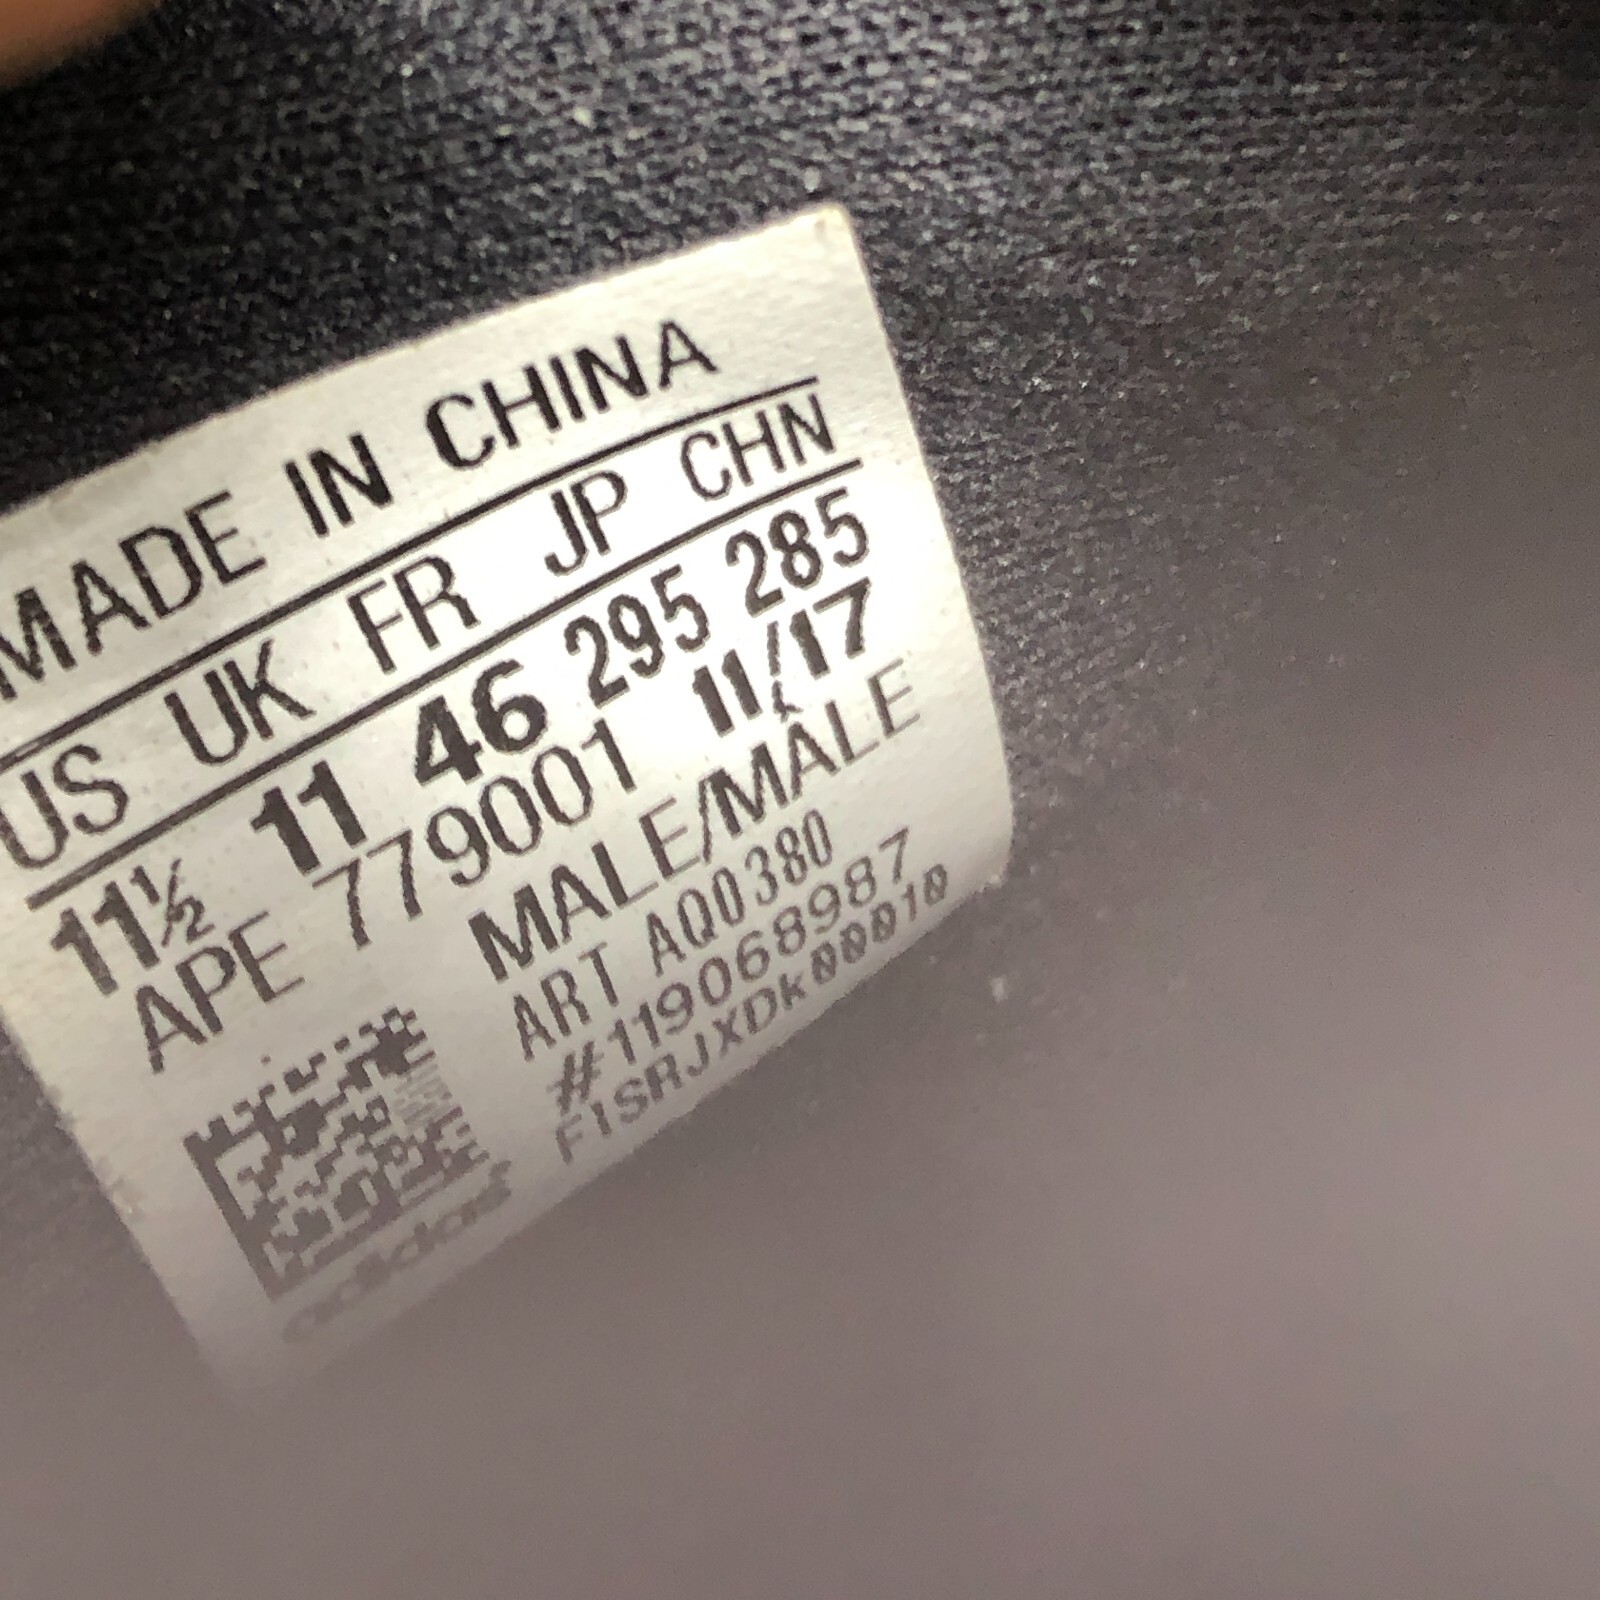 MADE IN CHINA
US UK FR JP CHN
11½ 11 46 295 285
APE 779001 11/17
MALE/MALE
ART AQ0380
#119068987
F1SRJXDk00010
adidas